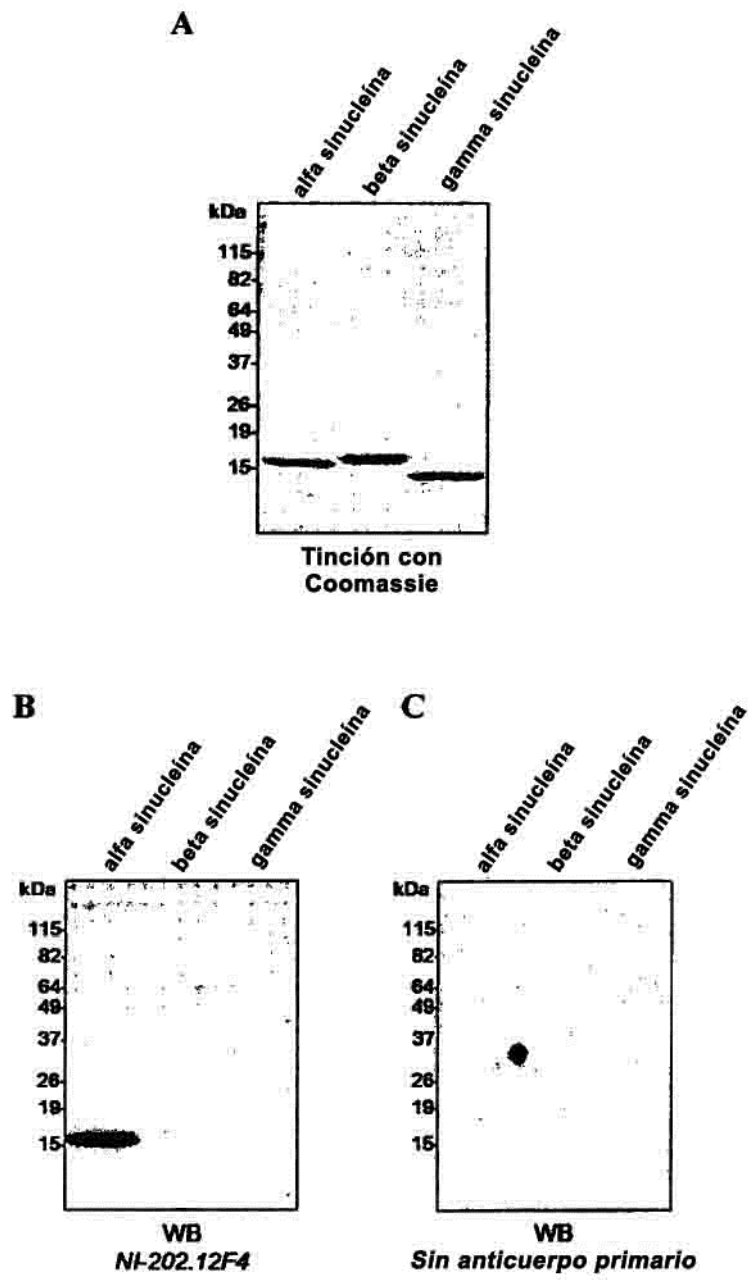 A
alfa sinucleína
beta sinucleína
gamma sinucleína
kDa
115
82
64
49
37
26
19
15
Tinción con
Coomassie
B
alfa sinucleína
beta sinucleína
gamma sinucleína
kDa
115
82
64
49
37
26
19
15
WB
NI-202.12F4
C
alfa sinucleína
beta sinucleína
gamma sinucleína
kDa
115
82
64
49
37
26
19
15
WB
Sin anticuerpo primario